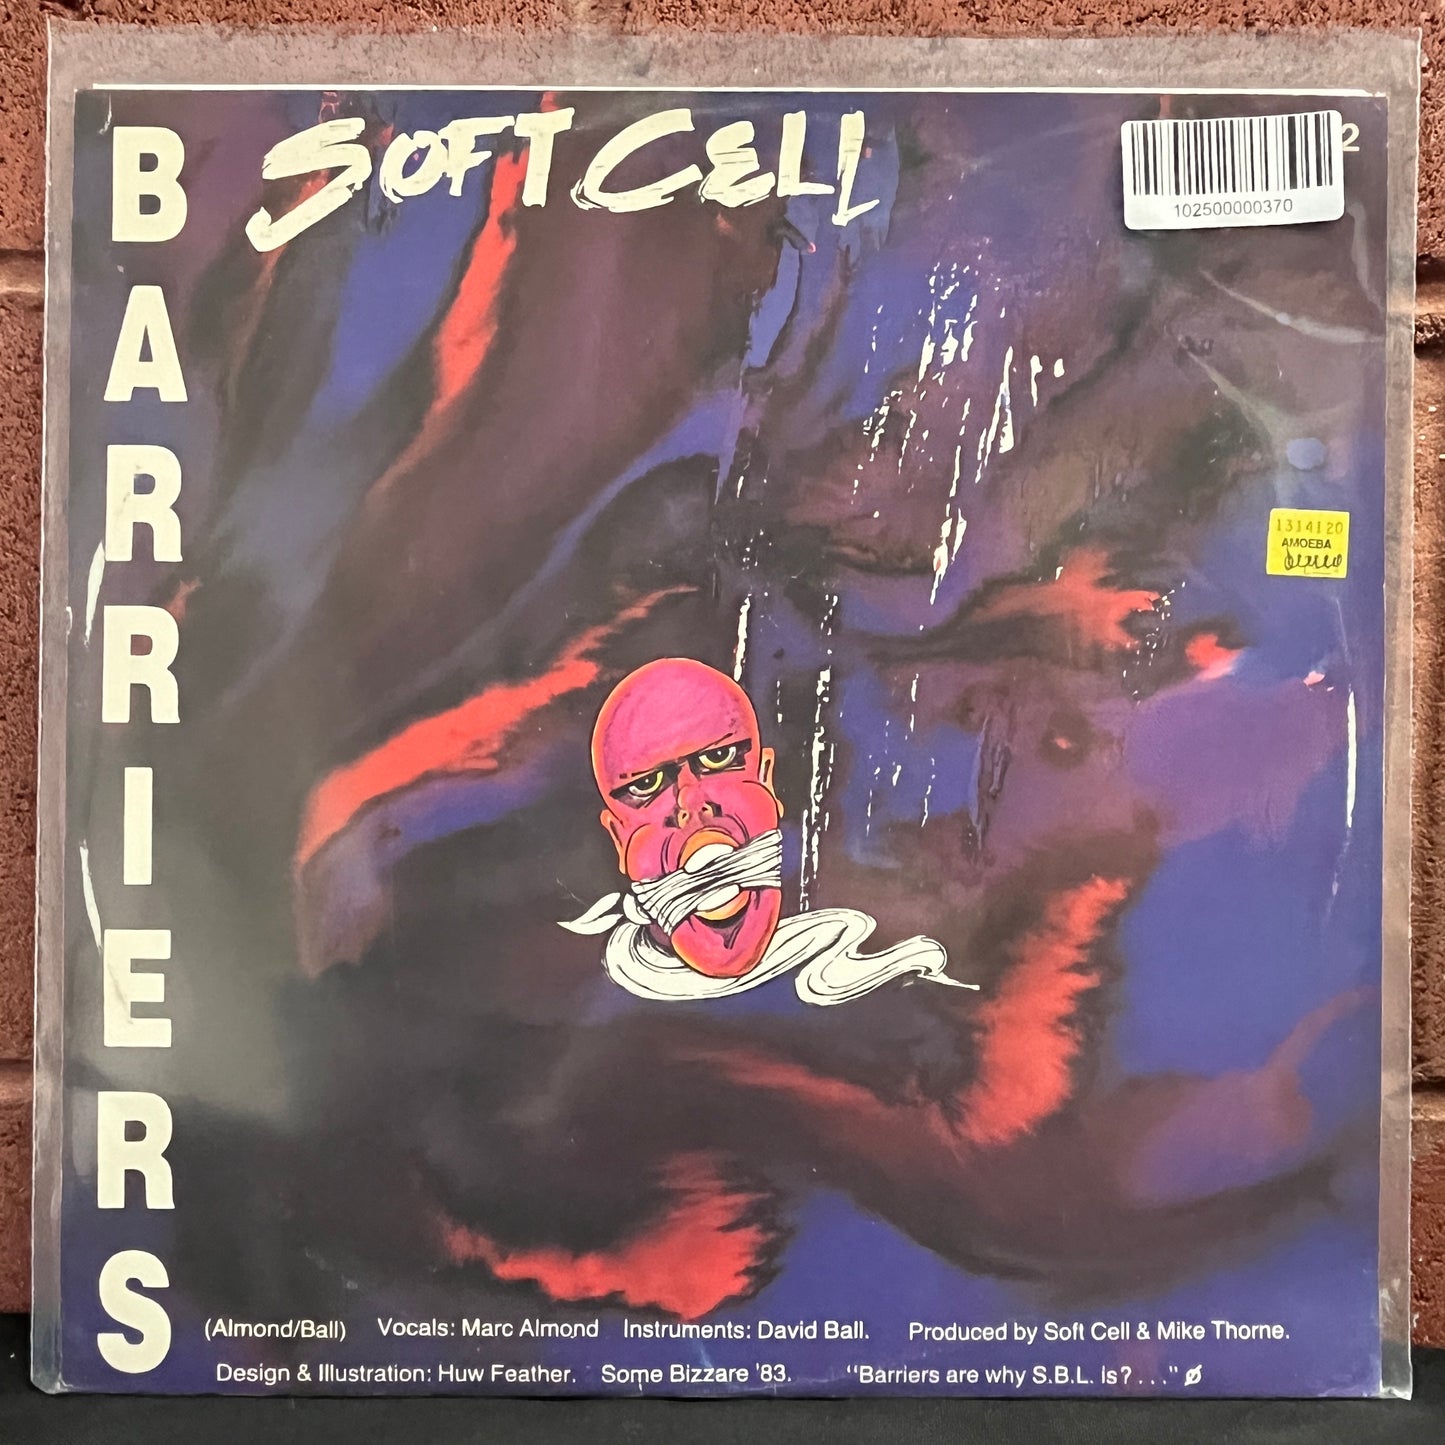 SOFT CELL
BARRIERS
2
102500000370
1314120
AMOEBA
(Almond/Ball) Vocals: Marc Almond Instruments: David Ball. Produced by Soft Cell & Mike Thorne.
Design & Illustration: Huw Feather. Some Bizzare '83. "Barriers are why S.B.L. is?..." Ø